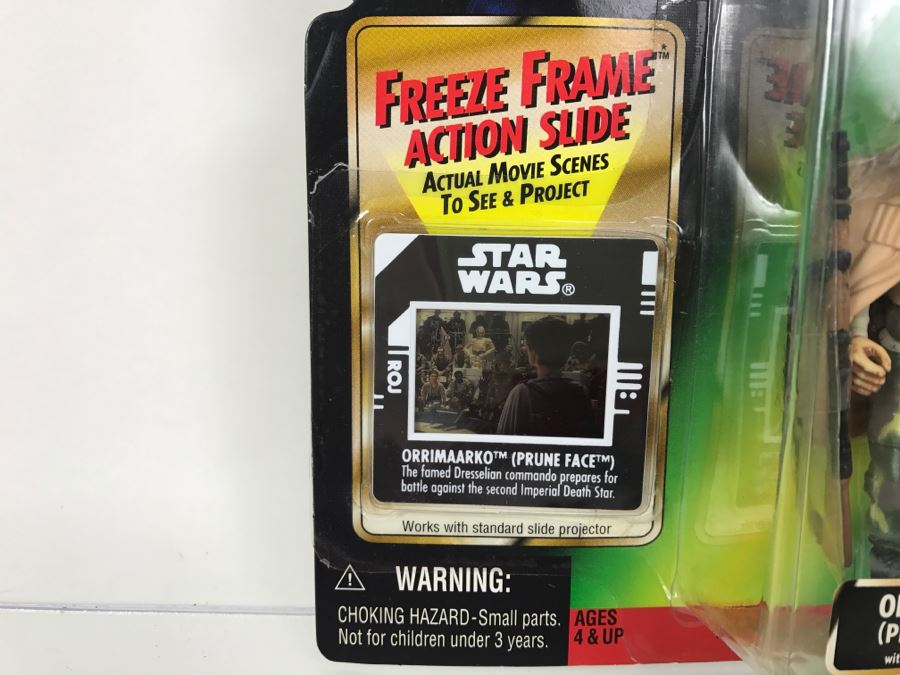 FREEZE FRAME™
ACTION SLIDE
ACTUAL MOVIE SCENES
TO SEE & PROJECT
STAR
WARS®
ROJ
ORRIMAARKO™ (PRUNE FACE™)
The famed Dresselian commando prepares for
battle against the second Imperial Death Star.
Works with standard slide projector
WARNING:
CHOKING HAZARD-Small parts.
Not for children under 3 years.
AGES
4 & UP